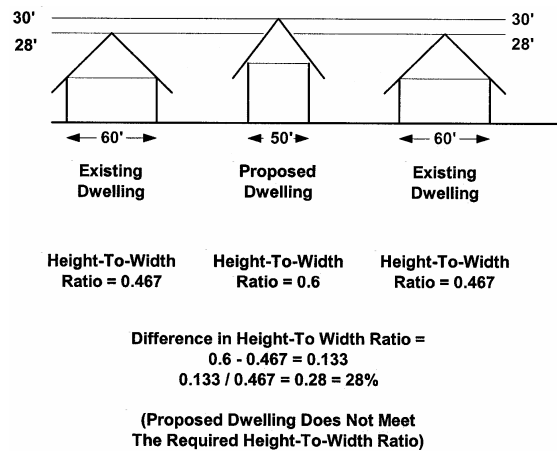 30'
30'
28'
28'
60'
50'
60'
Existing
Dwelling
Proposed
Dwelling
Existing
Dwelling
Height-To-Width
Ratio = 0.467
Height-To-Width
Ratio = 0.6
Height-To-Width
Ratio = 0.467
Difference in Height-To Width Ratio =
0.6 - 0.467 = 0.133
0.133 / 0.467 = 0.28 = 28%
(Proposed Dwelling Does Not Meet
The Required Height-To-Width Ratio)